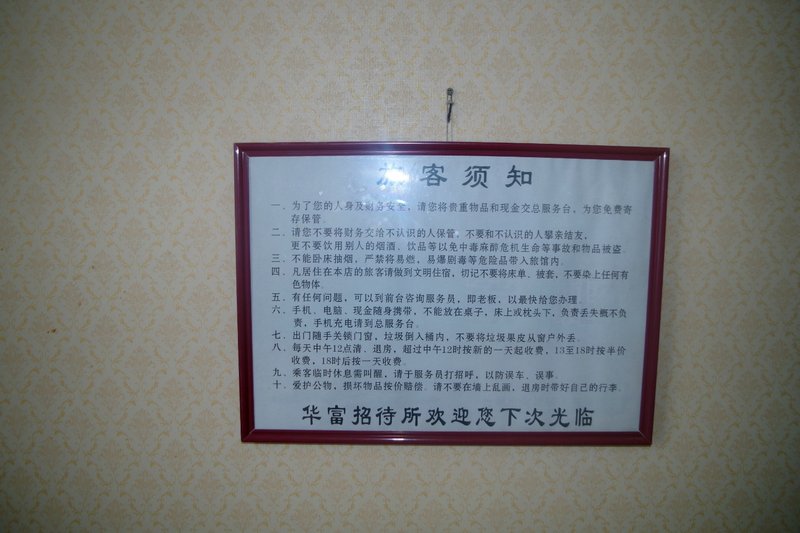 旅客须知
一．为了您的人身及财务安全，请您将贵重物品和现金交总服务台，为您免费寄
存保管。
二．请您不要将财务交给不认识的人保管，不要和不认识的人攀亲结友，
更不要饮用别人的烟酒、饮品等以免中毒麻醉危机生命等事故和物品被盗。
三．不能卧床抽烟，严禁将易燃，易爆剧毒等危险品带入旅馆内。
四．凡居住在本店的旅客请做到文明住宿，切记不要将床单、被套，不要染上任何有
色物体。
五．有任何问题，可以到前台咨询服务员，即老板，以最快给您办理。
六．手机、电脑、现金随身携带，不能放在桌子，床上或枕头下，负责丢失概不负
责，手机充电请到总服务台。
七．出门随手关锁门窗，垃圾倒入桶内，不要将垃圾果皮从窗户外丢。
八．每天中午12点清、退房，超过中午12时按新的一天起收费，13至18时按半价
收费，18时后按一天收费。
九．乘客临时休息需叫醒，请于服务员打招呼，以防误车、误事。
十．爱护公物，损坏物品按价赔偿。请不要在墙上乱画，退房时带好自己的行李。
华富招待所欢迎您下次光临